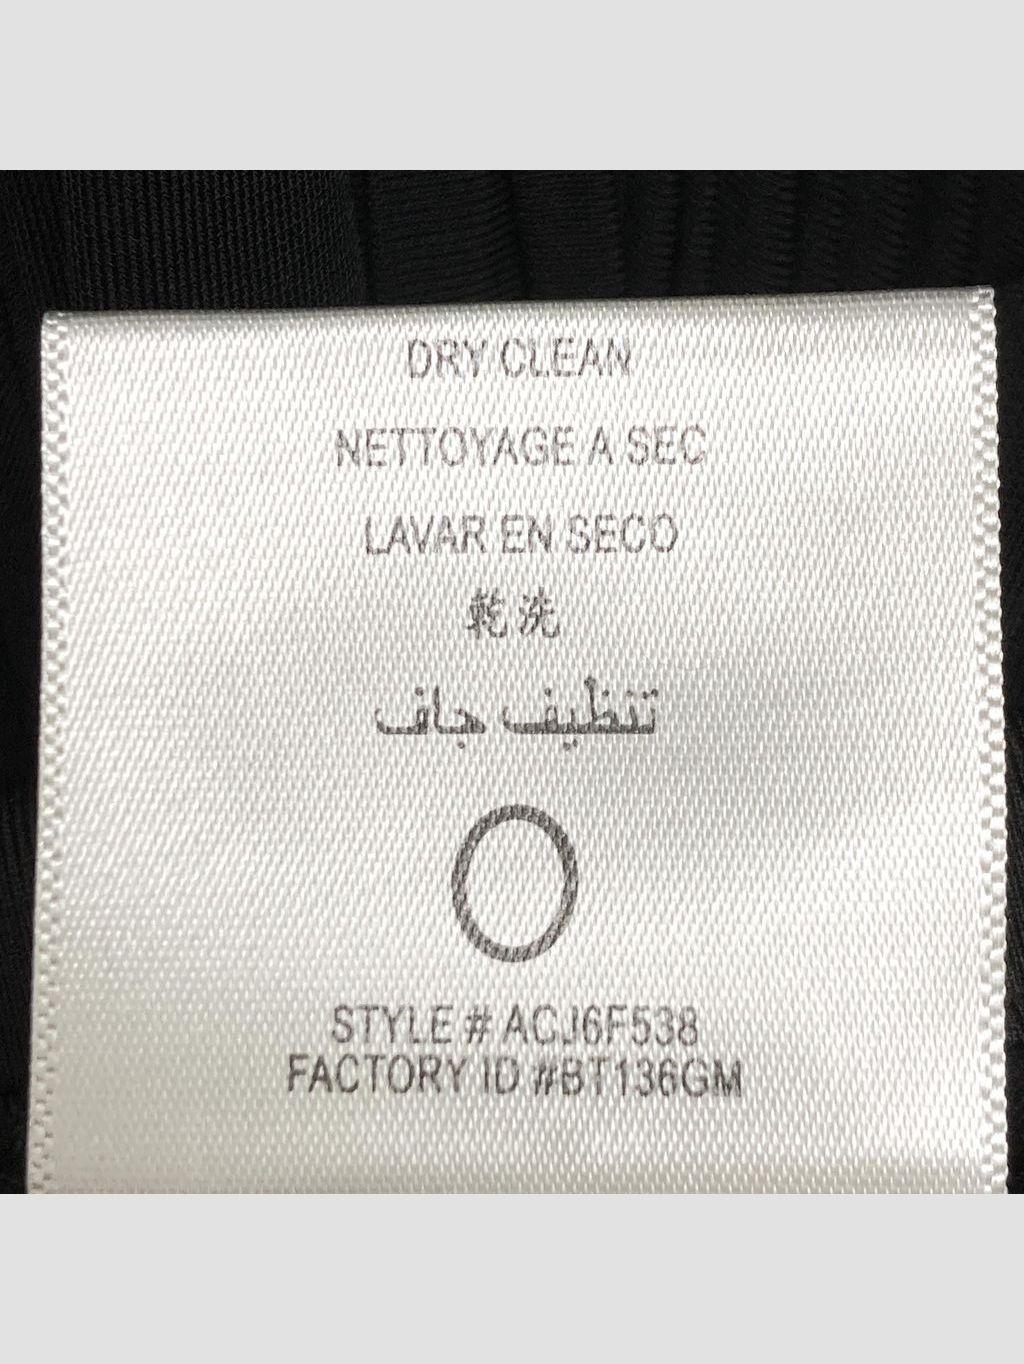 DRY CLEAN
NETTOYAGE A SEC
LAVAR EN SECO
乾洗
تنظيف جاف
STYLE # ACJ6F538
FACTORY ID #BT136GM